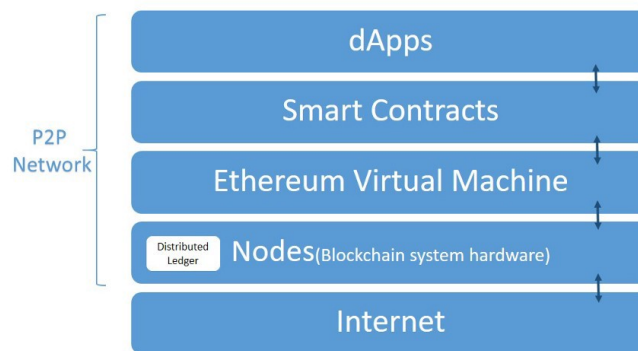 dApps
Smart Contracts
P2P
Network
Ethereum Virtual Machine
Distributed
Ledger
Nodes(Blockchain system hardware)
Internet